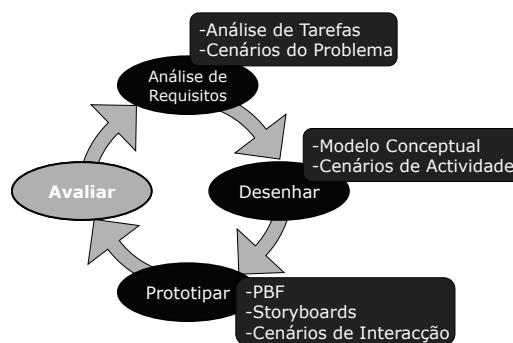 -Análise de Tarefas
-Cenários do Problema
Análise de
Requisitos
-Modelo Conceptual
-Cenários de Actividade
Avaliar
Desenhar
Prototipar
-PBF
-Storyboards
-Cenários de Interacção